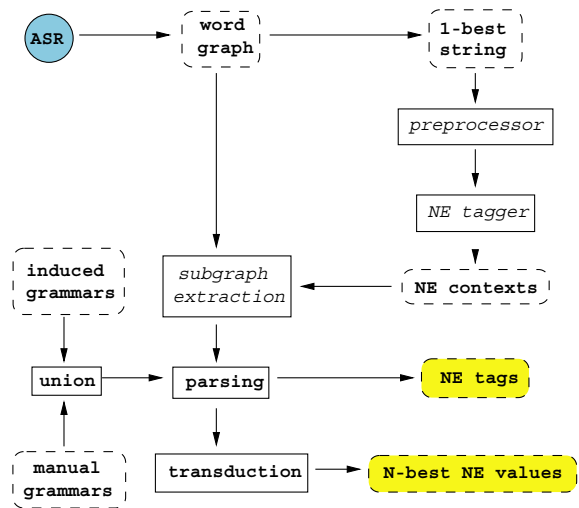 ASR
word
graph
1-best
string
preprocessor
NE tagger
induced
grammars
subgraph
extraction
NE contexts
union
parsing
NE tags
manual
grammars
transduction
N-best NE values